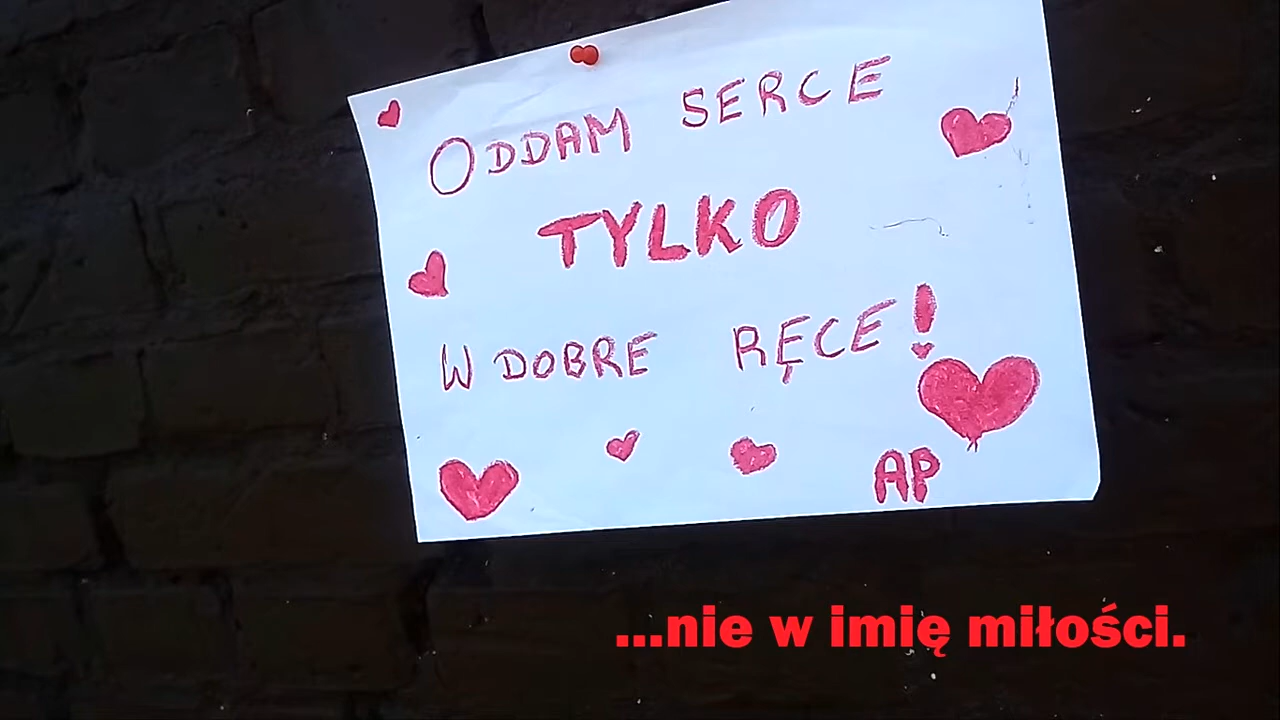 ODDAM SERCE
TYLKO
W DOBRE RĘCE!
AP
...nie w imię miłości.